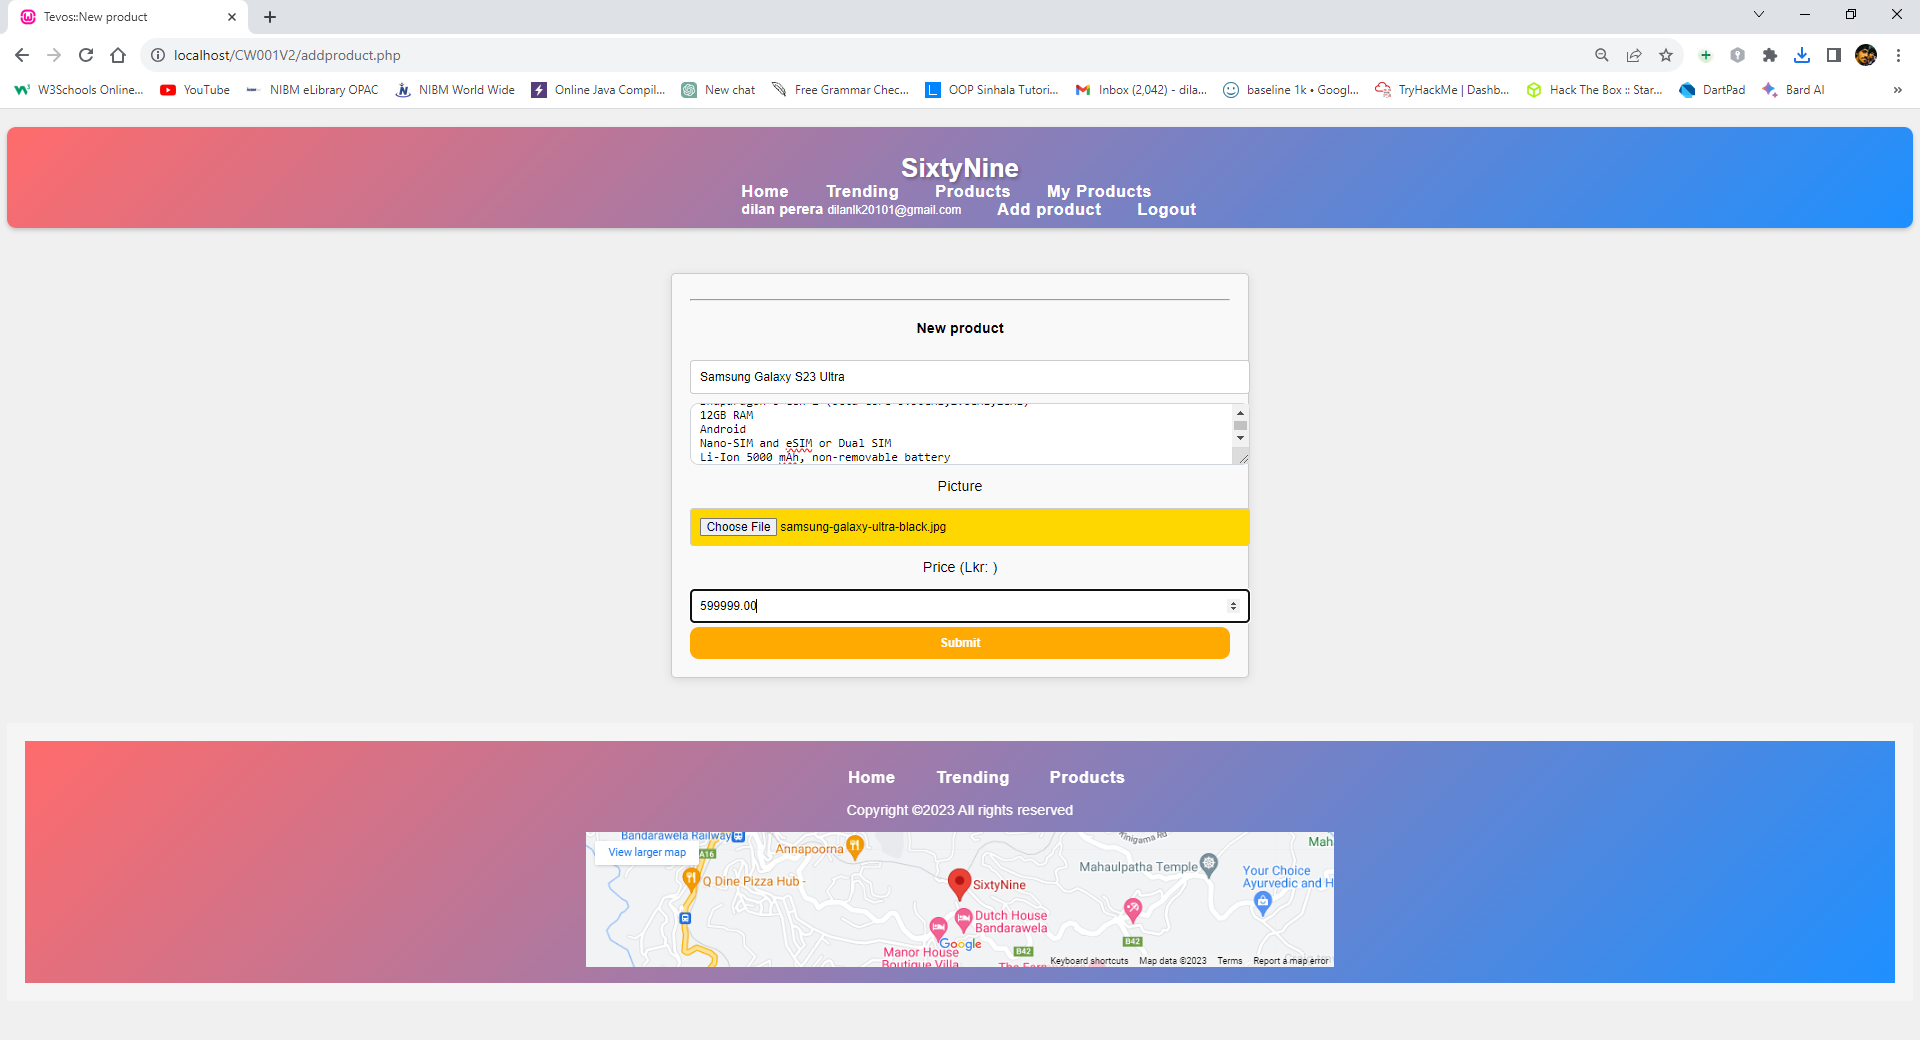 Tevos::New product
localhost/CW001V2/addproduct.php
W3Schools Online... YouTube NIBM eLibrary OPAC NIBM World Wide Online Java Compil... New chat Free Grammar Chec... OOP Sinhala Tutori... Inbox (2,042) - dila... baseline 1k • Googl... TryHackMe | Dashb... Hack The Box :: Star... DartPad Bard AI »
SixtyNine
Home Trending Products My Products
dilan perera dilanlk20101@gmail.com Add product Logout
New product
Samsung Galaxy S23 Ultra
12GB RAM
Android
Nano-SIM and eSIM or Dual SIM
Li-Ion 5000 mAh, non-removable battery
Picture
Choose File samsung-galaxy-ultra-black.jpg
Price (Lkr: )
599999.00
Submit
Home Trending Products
Copyright ©2023 All rights reserved
Bandarawela Railway
View larger map
A16
Annapoorna
Q Dine Pizza Hub -
SixtyNine
Dutch House
Bandarawela
Manor House
Boutique Villa
Google
B42
B42
Mahaulpatha Temple
Your Choice
Ayurvedic and H
Mah
Keyboard shortcuts Map data ©2023 Terms Report a map error